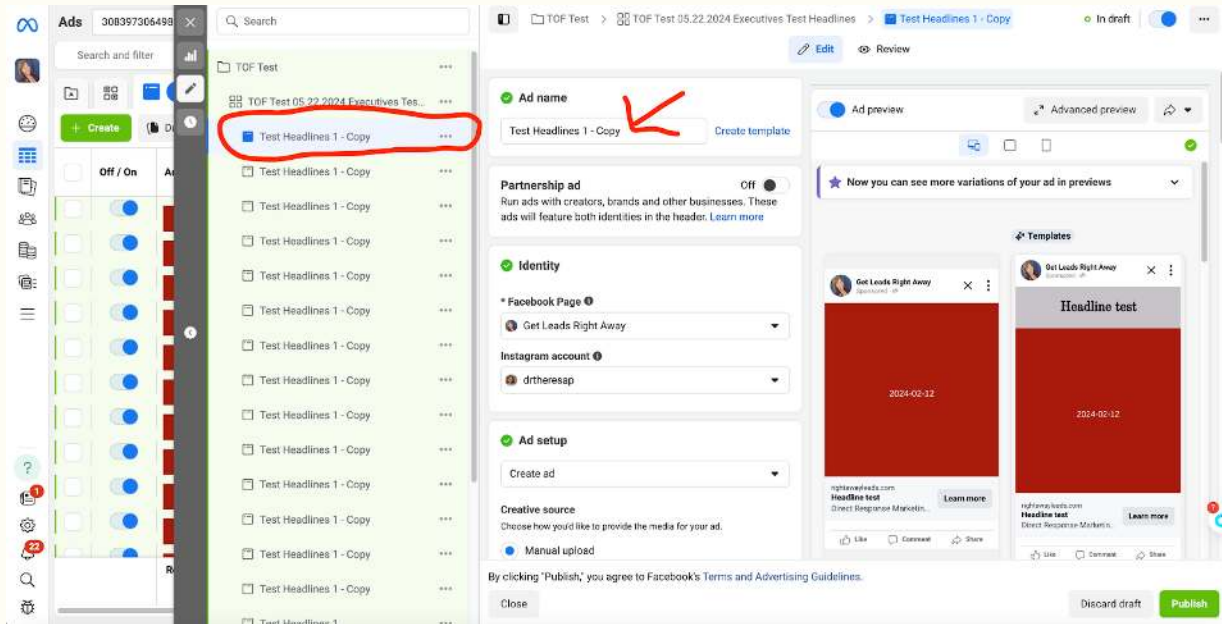 Ads
308397306498
Search and filter
Create
Off / On
1
22
Search
TOF Test
TOF Test 05.22.2024 Executives Tes...
Test Headlines 1 - Copy
Test Headlines 1 - Copy
Test Headlines 1 - Copy
Test Headlines 1 - Copy
Test Headlines 1 - Copy
Test Headlines 1 - Copy
Test Headlines 1 - Copy
Test Headlines 1 - Copy
Test Headlines 1 - Copy
Test Headlines 1 - Copy
Test Headlines 1 - Copy
Test Headlines 1 - Copy
Test Headlines 1 - Copy
Test Headlines 1 - Copy
Test Headlines 1
TOF Test > TOF Test 05.22.2024 Executives Test Headlines > Test Headlines 1 - Copy
In draft
Edit
Review
Ad name
Test Headlines 1 - Copy
Create template
Partnership ad
Off
Run ads with creators, brands and other businesses. These
ads will feature both identities in the header. Learn more
Identity
* Facebook Page
Get Leads Right Away
Instagram account
drtheresap
Ad setup
Create ad
Creative source
Choose how you'd like to provide the media for your ad.
Manual upload
Ad preview
Advanced preview
Now you can see more variations of your ad in previews
Templates
Get Leads Right Away
Sponsored
2024-02-12
rightawayleads.com
Headline test
Direct Response Marketin...
Learn more
Like Comment Share
Get Leads Right Away
Sponsored
Headline test
2024-02-12
rightawayleads.com
Headline test
Direct Response Marketin...
Learn more
Like Comment Share
By clicking "Publish," you agree to Facebook's Terms and Advertising Guidelines.
Close
Discard draft
Publish